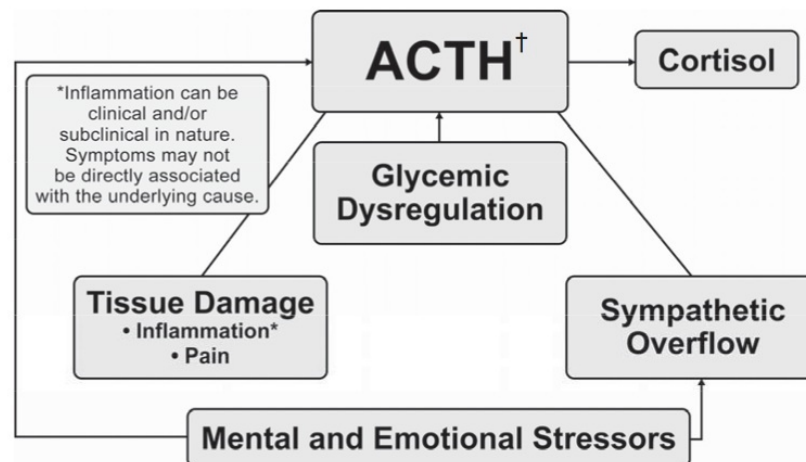 ACTH†
Cortisol
*Inflammation can be
clinical and/or
subclinical in nature.
Symptoms may not
be directly associated
with the underlying cause.
Glycemic
Dysregulation
Tissue Damage
• Inflammation*
• Pain
Sympathetic
Overflow
Mental and Emotional Stressors